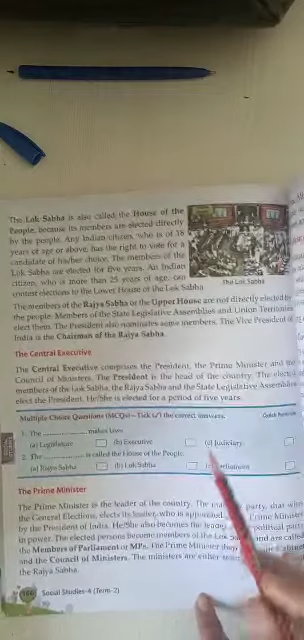 The Lok Sabha is also called the House of the
People, because its members are elected directly
by the people. Any Indian citizen, who is of 18
years of age or above, has the right to vote for a
candidate of his/her choice. The members of the
Lok Sabha are elected for five years. An Indian
citizen, who is more than 25 years of age, can
contest elections to the Lower House or the Lok Sabha.
The Lok Sabha
The members of the Rajya Sabha or the Upper House are not directly elected by
the people. Members of the State Legislative Assemblies and Union Territories
elect them. The President also nominates some members. The Vice President of
India is the Chairman of the Rajya Sabha.
The Central Executive
The Central Executive comprises the President, the Prime Minister and the
Council of Ministers. The President is the head of the country. The elected
members of the Lok Sabha, the Rajya Sabha and the State Legislative Assemblies
elect the President. He/She is elected for a period of five years.
Multiple Choice Questions (MCQs)— Tick (✓) the correct answers.
1. The ............ makes laws.
(a) Legislature (b) Executive (c) Judiciary
2. The ............ is called the House of the People.
(a) Rajya Sabha (b) Lok Sabha (c) Parliament
The Prime Minister
The Prime Minister is the leader of the country. The party, that wins
the General Elections, elects its leader, who is Prime Minister
by the President of India. He/She also becomes the political party
in power. The elected persons become members of the Lok and are called
the Members of Parliament or MPs. The Prime Minister
and the Council of Ministers. The ministers are either
the Rajya Sabha.
Social Studies-4 (Term-2)